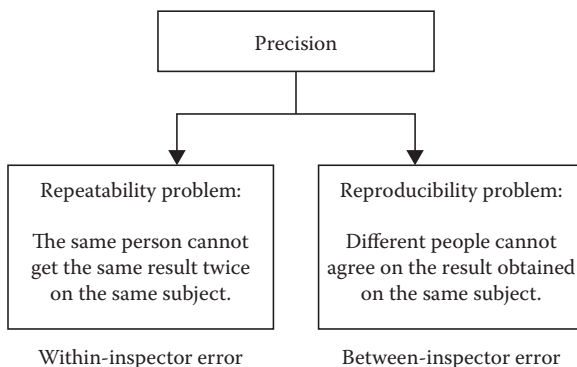 Precision
Repeatability problem:
The same person cannot
get the same result twice
on the same subject.
Within-inspector error
Reproducibility problem:
Different people cannot
agree on the result obtained
on the same subject.
Between-inspector error